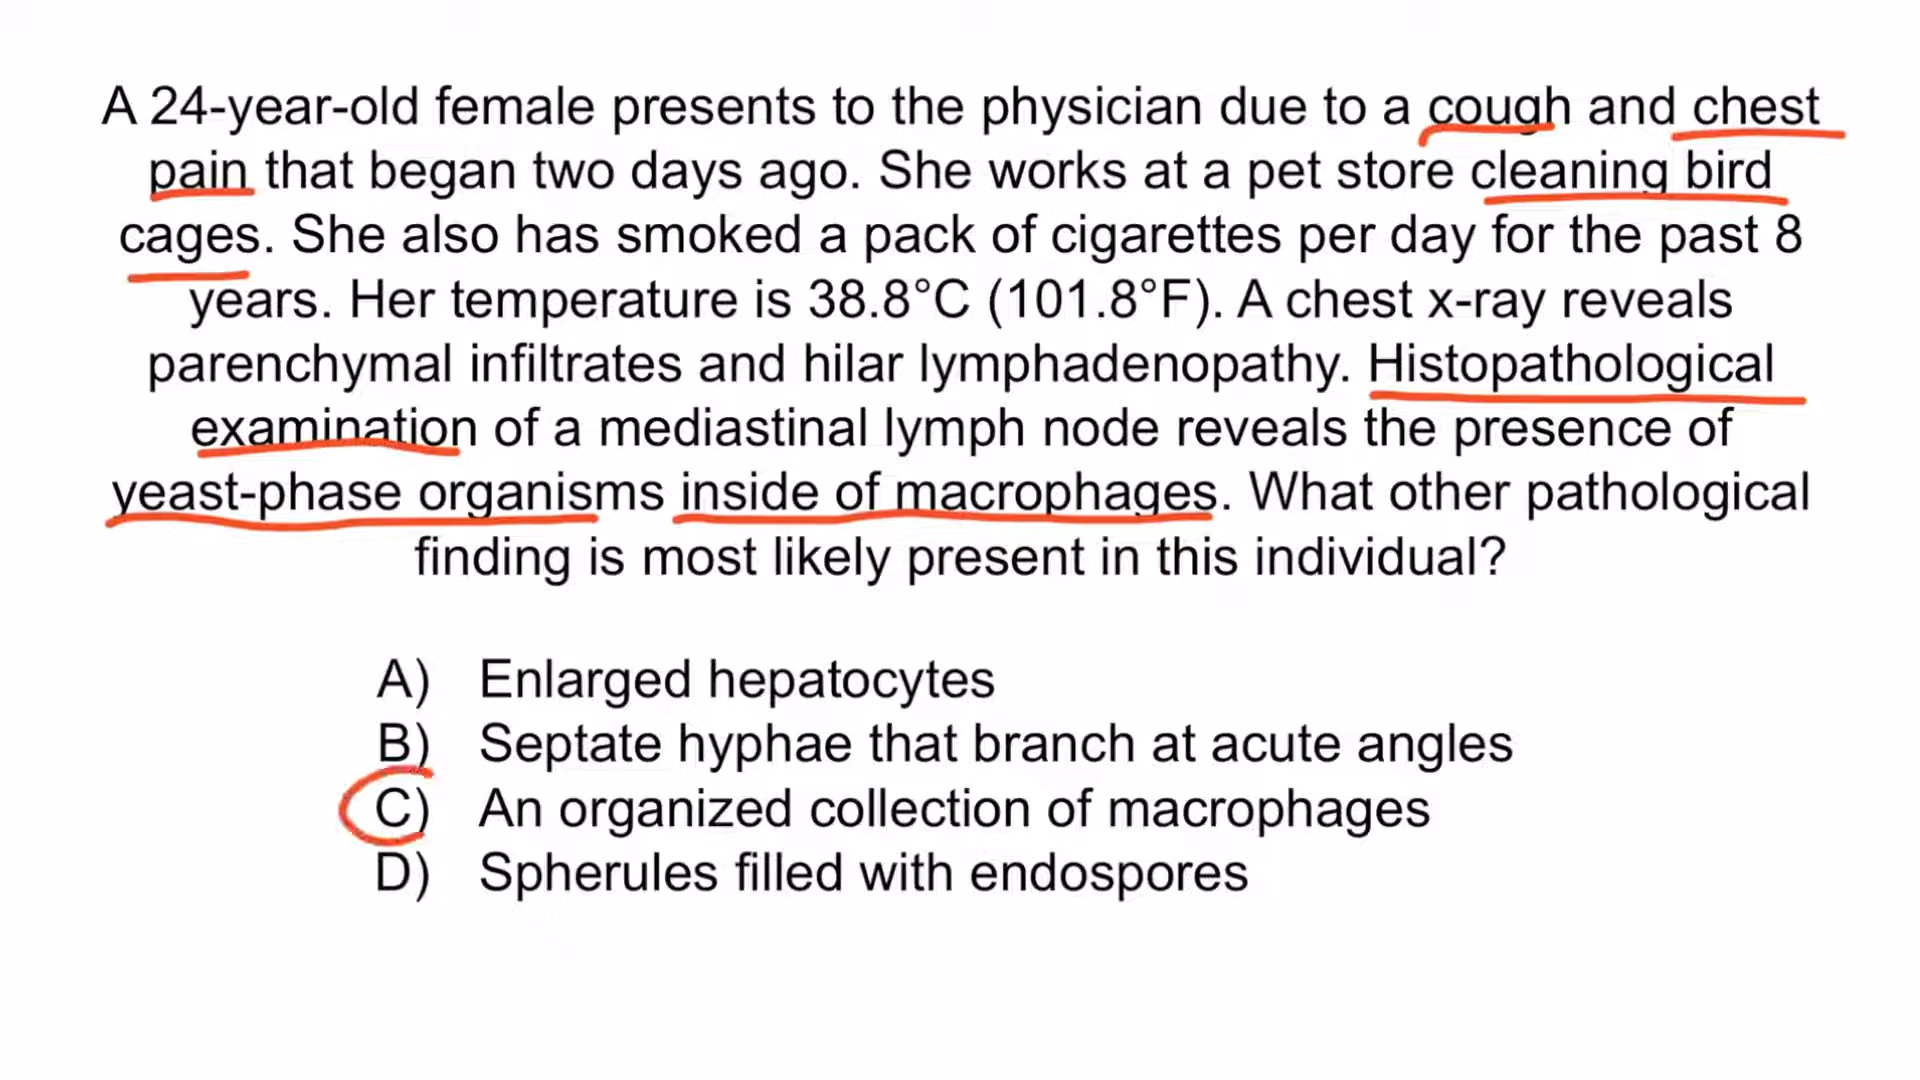 A 24-year-old female presents to the physician due to a cough and chest
pain that began two days ago. She works at a pet store cleaning bird
cages. She also has smoked a pack of cigarettes per day for the past 8
years. Her temperature is 38.8°C (101.8°F). A chest x-ray reveals
parenchymal infiltrates and hilar lymphadenopathy. Histopathological
examination of a mediastinal lymph node reveals the presence of
yeast-phase organisms inside of macrophages. What other pathological
finding is most likely present in this individual?
A) Enlarged hepatocytes
B) Septate hyphae that branch at acute angles
C) An organized collection of macrophages
D) Spherules filled with endospores